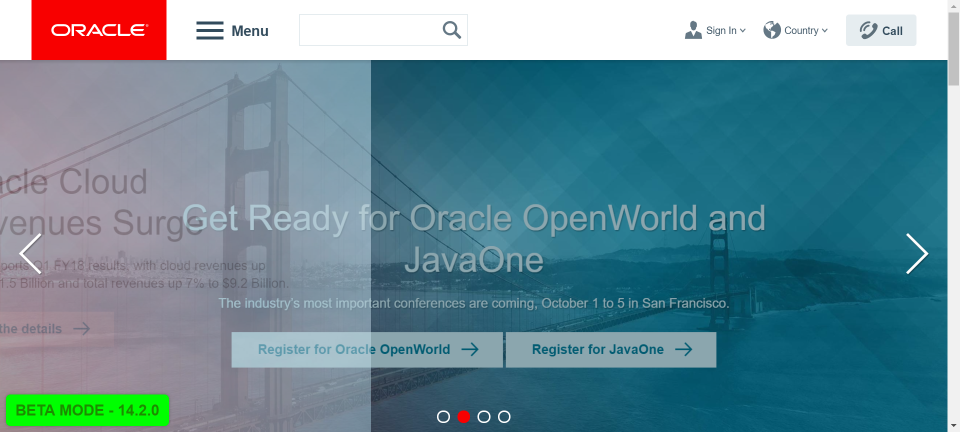 ORACLE
Menu
Sign In
Country
Call
cle Cloud
venues Surge
Get Ready for Oracle OpenWorld and
JavaOne
ports Q1 FY18 results, with cloud revenues up
1.5 Billion and total revenues up 7% to $9.2 Billion.
The industry's most important conferences are coming, October 1 to 5 in San Francisco.
the details
Register for Oracle OpenWorld
Register for JavaOne
BETA MODE - 14.2.0